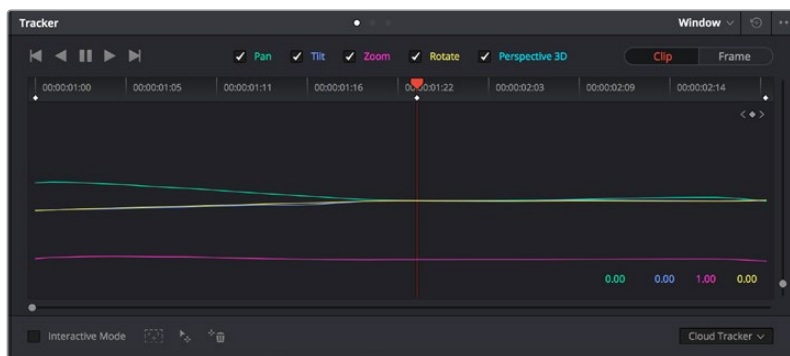 Tracker
Window
Pan Tilt Zoom Rotate Perspective 3D Clip Frame
00:00:01:00 00:00:01:05 00:00:01:11 00:00:01:16 00:00:01:22 00:00:02:03 00:00:02:09 00:00:02:14
0.00 0.00 1.00 0.00
Interactive Mode Cloud Tracker